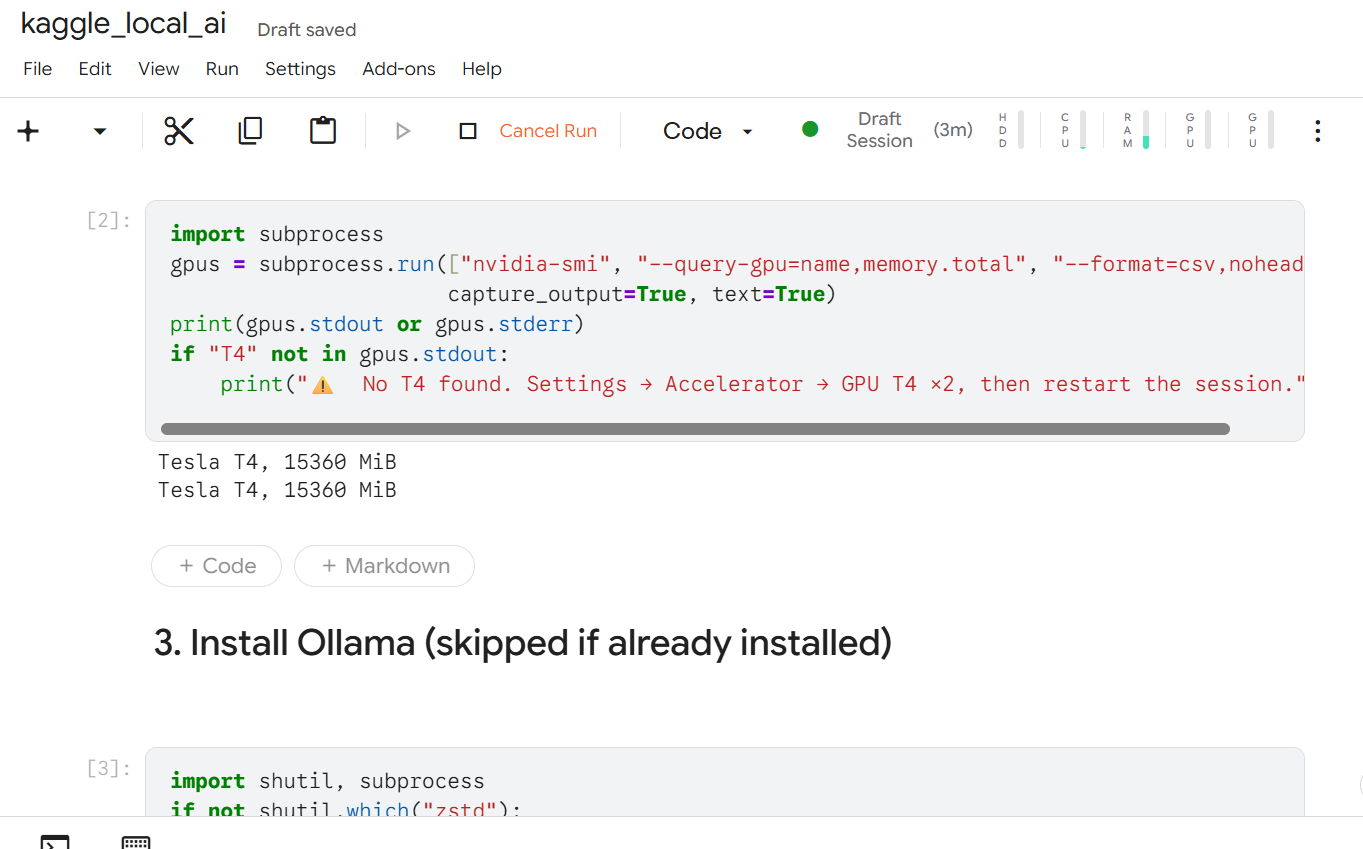 kaggle_local_ai Draft saved
File Edit View Run Settings Add-ons Help
Cancel Run Code Draft Session (3m) HDD CPU RAM GPU GPU
[2]:
import subprocess
gpus = subprocess.run(["nvidia-smi", "--query-gpu=name,memory.total", "--format=csv,nohead
capture_output=True, text=True)
print(gpus.stdout or gpus.stderr)
if "T4" not in gpus.stdout:
print("⚠️ No T4 found. Settings → Accelerator → GPU T4 ×2, then restart the session."
Tesla T4, 15360 MiB
Tesla T4, 15360 MiB
+ Code + Markdown
3. Install Ollama (skipped if already installed)
[3]:
import shutil, subprocess
if not shutil.which("zstd"):